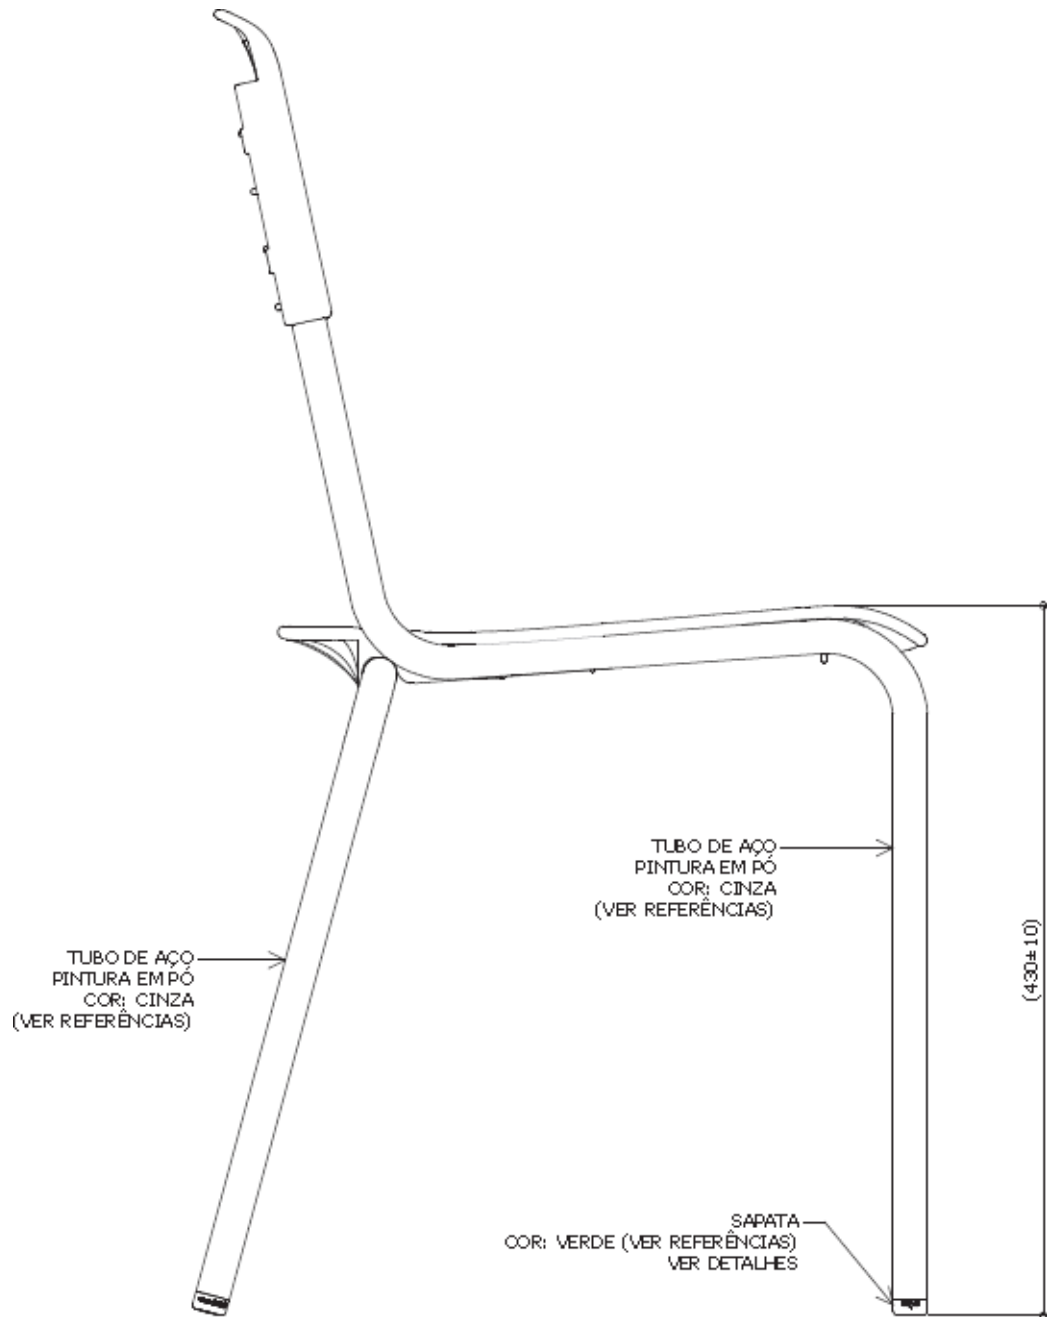 TUBO DE AÇO
PINTURA EM PÓ
COR: CINZA
(VER REFERÊNCIAS)
TUBO DE AÇO
PINTURA EM PÓ
COR: CINZA
(VER REFERÊNCIAS)
(430±10)
SAPATA
COR: VERDE (VER REFERÊNCIAS)
VER DETALHES